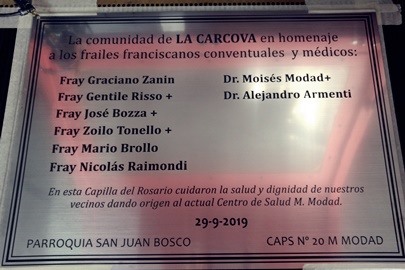 La comunidad de LA CARCOVA en homenaje
a los frailes franciscanos conventuales y médicos:
Fray Graciano Zanin
Fray Gentile Risso +
Fray José Bozza +
Fray Zoilo Tonello +
Fray Mario Brollo
Fray Nicolás Raimondi
Dr. Moisés Modad+
Dr. Alejandro Armenti
En esta Capilla del Rosario cuidaron la salud y dignidad de nuestros
vecinos dando origen al actual Centro de Salud M. Modad.
29-9-2019
PARROQUIA SAN JUAN BOSCO CAPS Nº 20 M MODAD